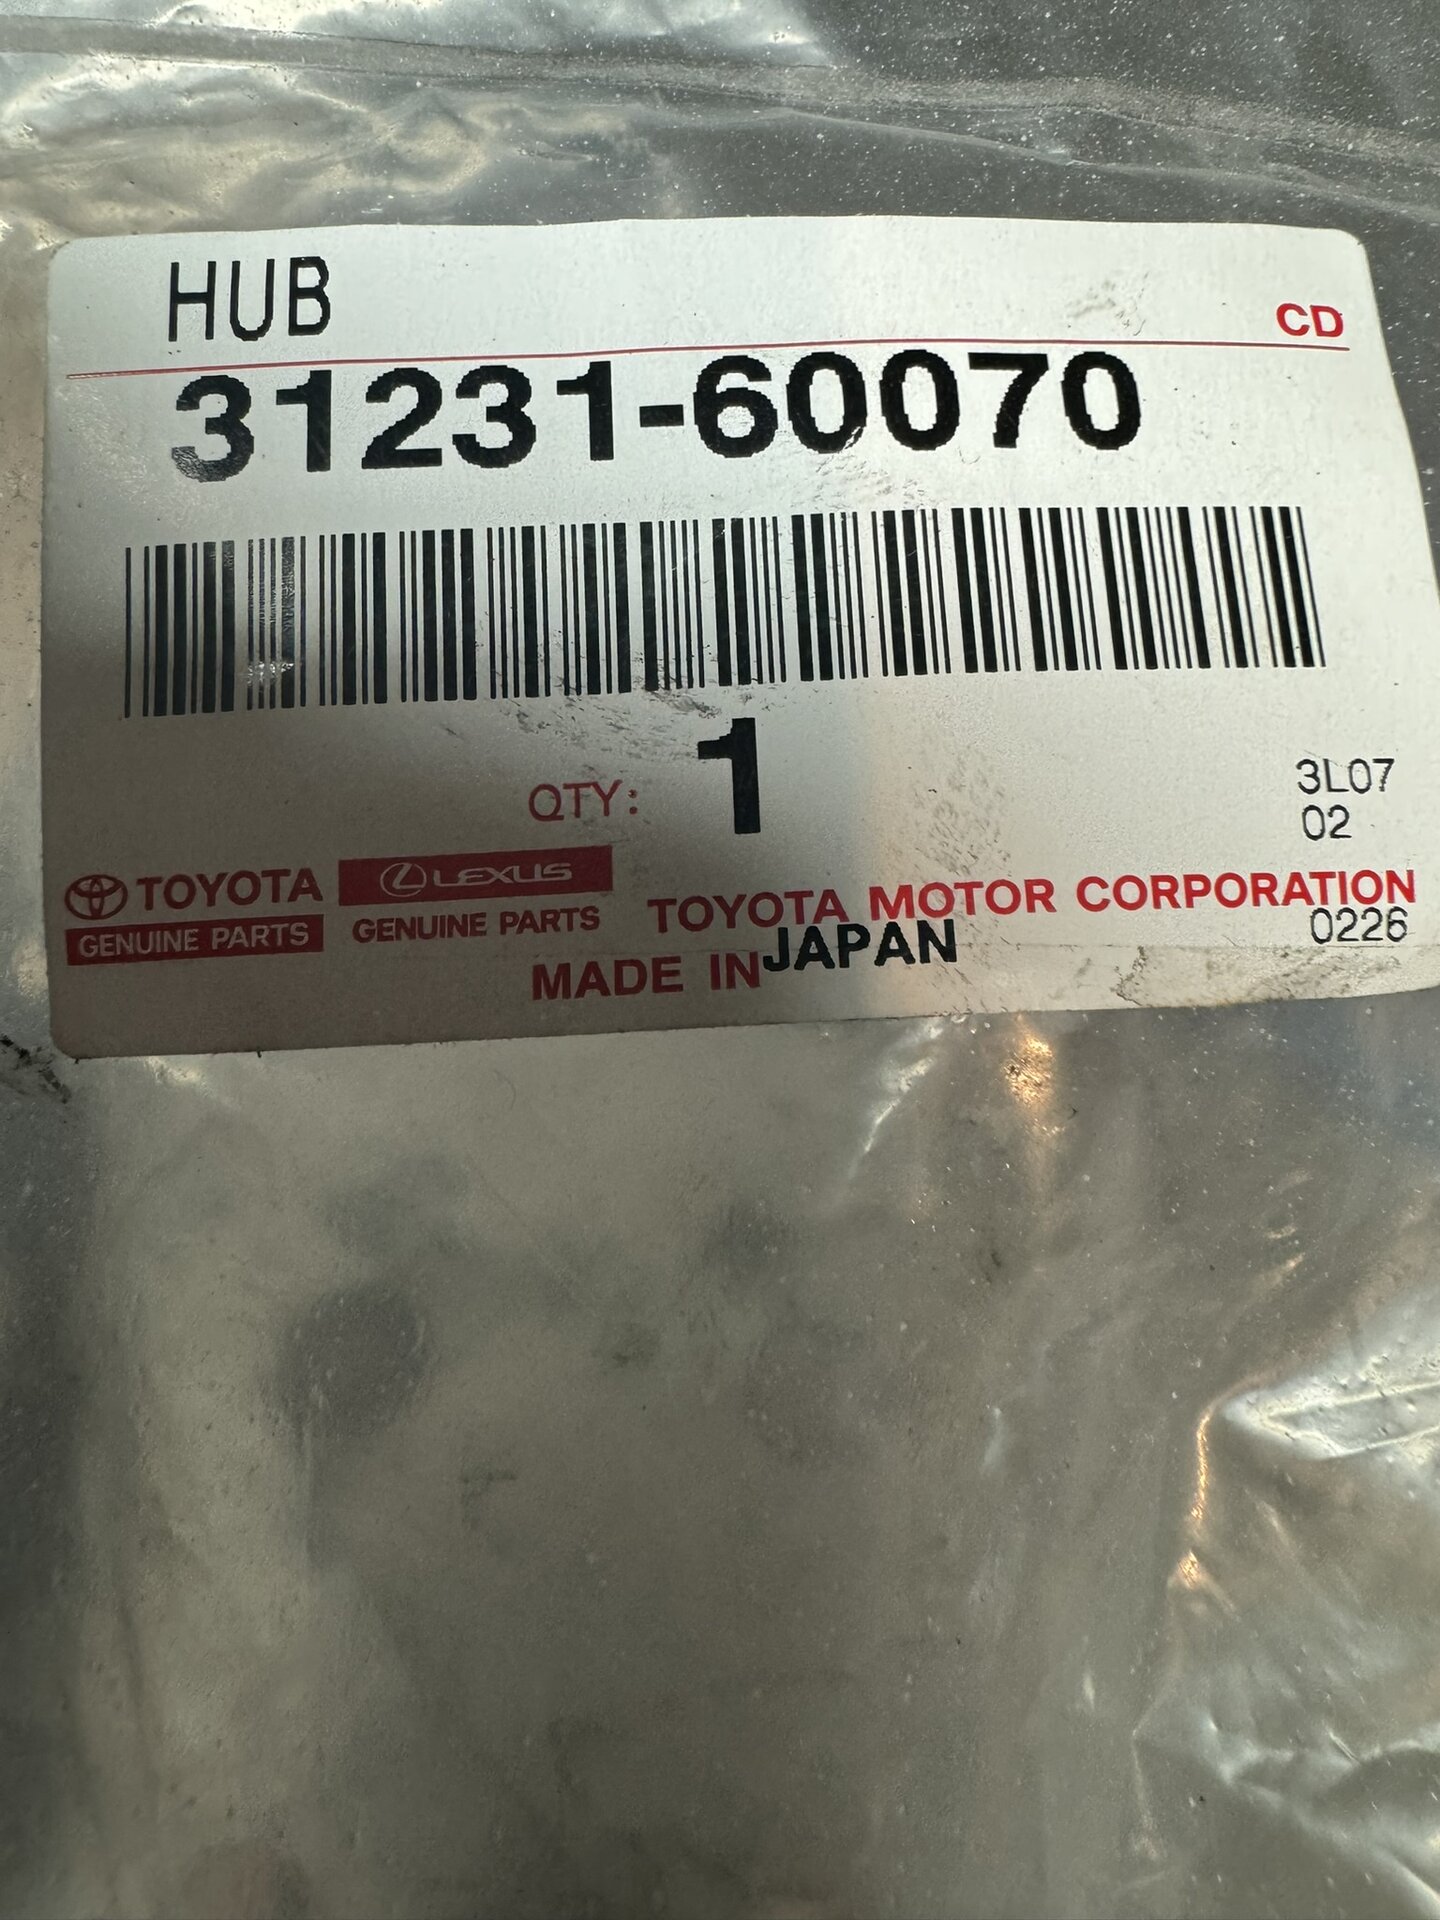 HUB
CD
31231-60070
QTY: 1
3L07
02
TOYOTA
GENUINE PARTS
LEXUS
GENUINE PARTS
TOYOTA MOTOR CORPORATION
0226
MADE IN JAPAN